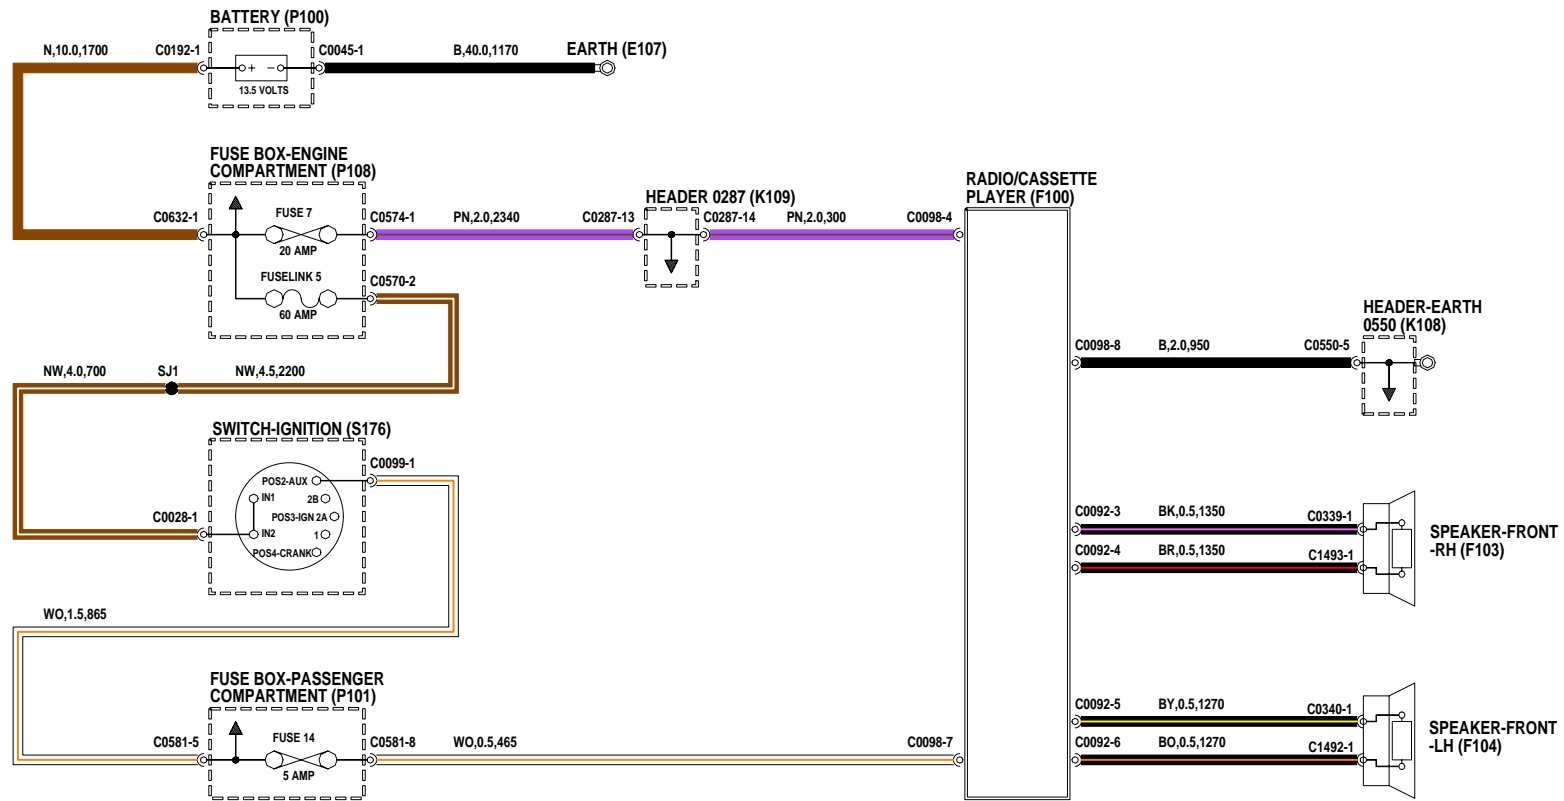 BATTERY (P100)
N,10.0,1700
C0192-1
C0045-1
B,40.0,1170
EARTH (E107)
+ −
13.5 VOLTS
FUSE BOX-ENGINE
COMPARTMENT (P108)
C0632-1
FUSE 7
20 AMP
C0574-1
PN,2.0,2340
C0287-13
HEADER 0287 (K109)
C0287-14
PN,2.0,300
C0098-4
RADIO/CASSETTE
PLAYER (F100)
FUSELINK 5
60 AMP
C0570-2
NW,4.0,700
SJ1
NW,4.5,2200
SWITCH-IGNITION (S176)
C0099-1
C0028-1
POS2-AUX
IN1
2B
POS3-IGN 2A
IN2
1
POS4-CRANK
WO,1.5,865
FUSE BOX-PASSENGER
COMPARTMENT (P101)
C0581-5
FUSE 14
5 AMP
C0581-8
WO,0.5,465
C0098-7
C0098-8
B,2.0,950
C0550-5
HEADER-EARTH
0550 (K108)
C0092-3
BK,0.5,1350
C0339-1
C0092-4
BR,0.5,1350
C1493-1
SPEAKER-FRONT
-RH (F103)
C0092-5
BY,0.5,1270
C0340-1
C0092-6
BO,0.5,1270
C1492-1
SPEAKER-FRONT
-LH (F104)